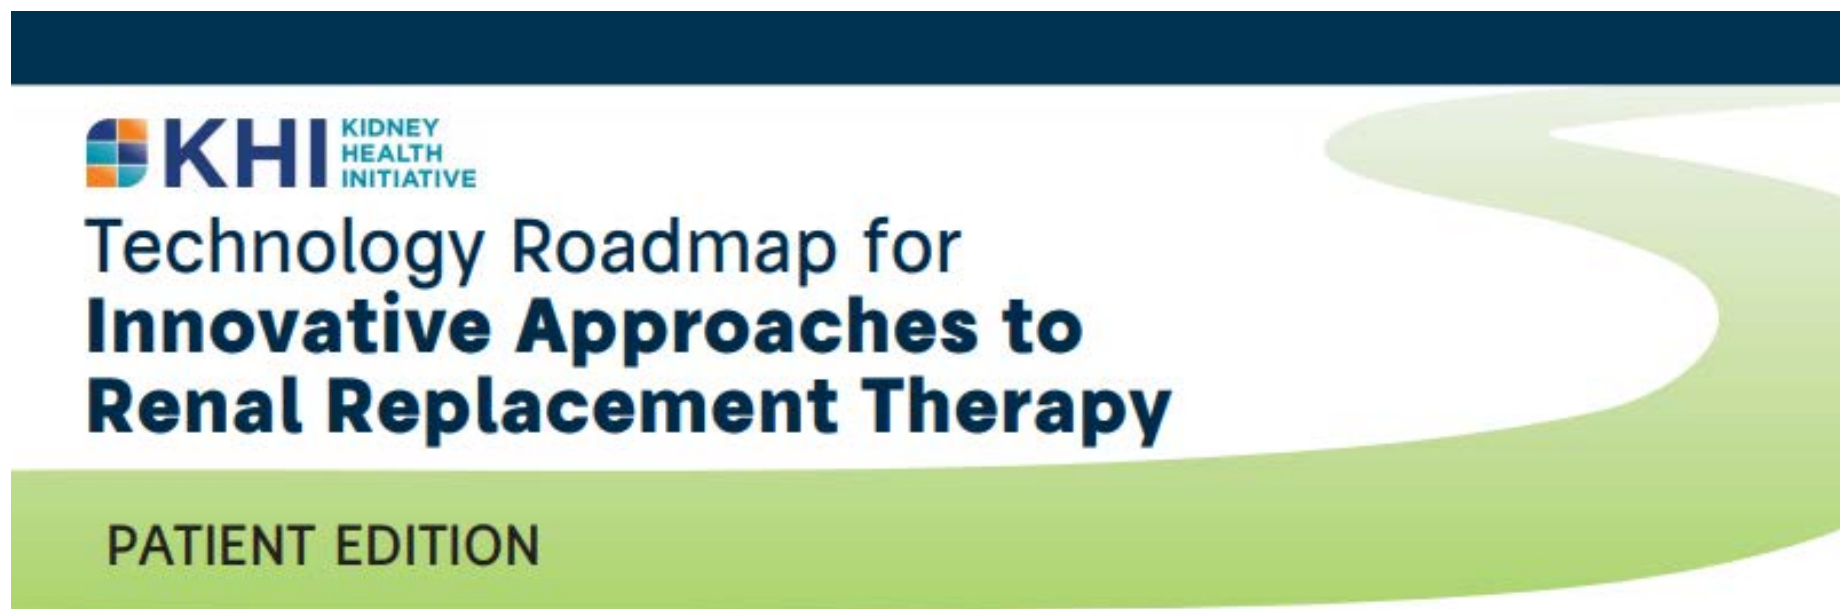 KHI KIDNEY
HEALTH
INITIATIVE
Technology Roadmap for
Innovative Approaches to
Renal Replacement Therapy
PATIENT EDITION